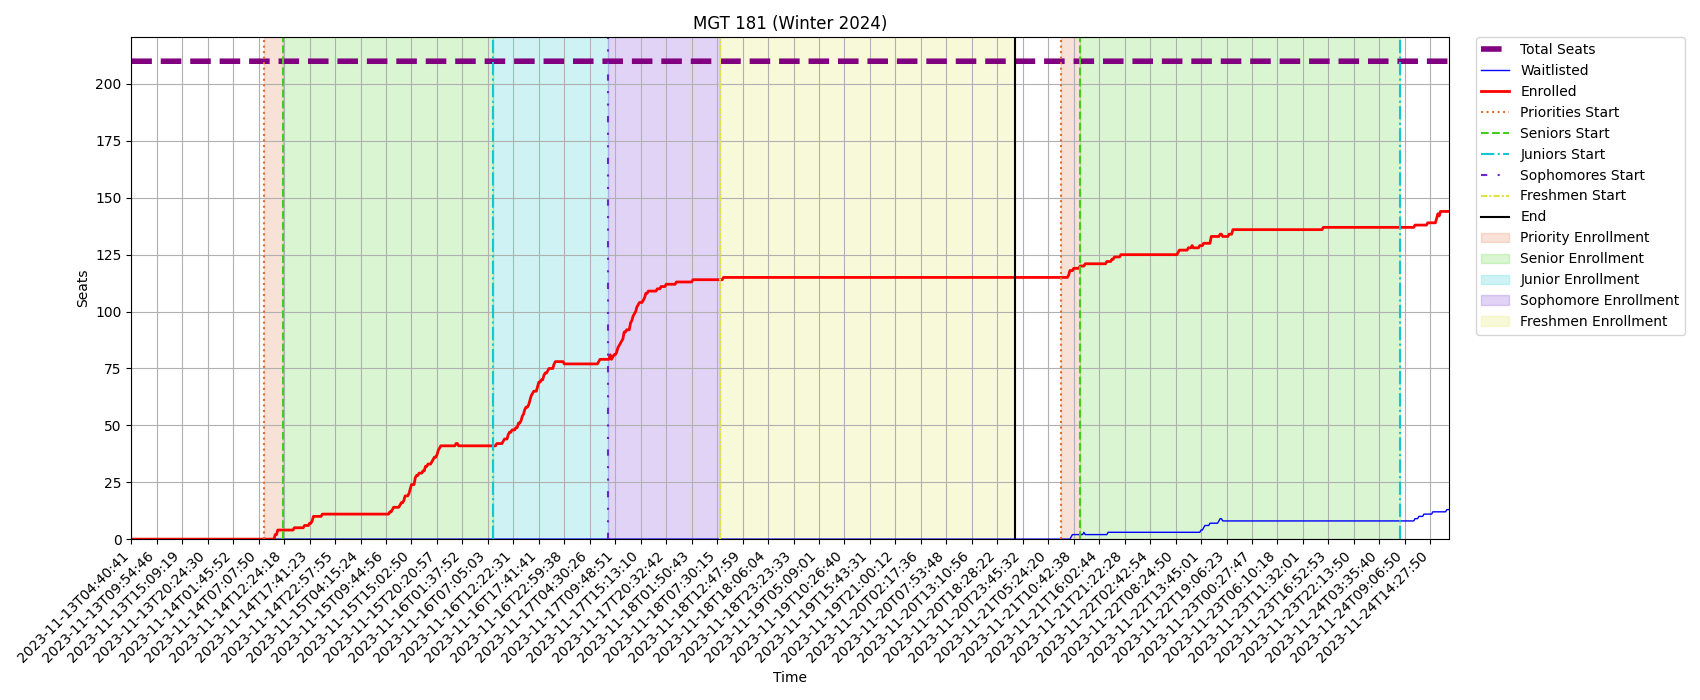 MGT 181 (Winter 2024)
Seats
200
175
150
125
100
75
50
25
0
2023-11-13T04:40:41
2023-11-13T09:54:46
2023-11-13T15:09:19
2023-11-13T20:24:30
2023-11-14T01:45:52
2023-11-14T07:07:50
2023-11-14T12:24:18
2023-11-14T17:41:23
2023-11-14T22:57:55
2023-11-15T04:15:24
2023-11-15T09:44:56
2023-11-15T15:02:50
2023-11-15T20:20:57
2023-11-16T01:37:52
2023-11-16T07:05:03
2023-11-16T12:22:31
2023-11-16T17:41:41
2023-11-16T22:59:38
2023-11-17T04:30:26
2023-11-17T09:48:51
2023-11-17T15:13:10
2023-11-17T20:32:42
2023-11-18T01:50:43
2023-11-18T07:30:15
2023-11-18T12:47:59
2023-11-18T18:06:04
2023-11-18T23:23:33
2023-11-19T05:09:01
2023-11-19T10:26:40
2023-11-19T15:43:31
2023-11-19T21:00:12
2023-11-20T02:17:36
2023-11-20T07:53:48
2023-11-20T13:10:56
2023-11-20T18:28:22
2023-11-20T23:45:32
2023-11-21T05:24:20
2023-11-21T10:42:38
2023-11-21T16:02:44
2023-11-21T21:22:28
2023-11-22T02:42:54
2023-11-22T08:24:50
2023-11-22T13:45:01
2023-11-22T19:06:23
2023-11-23T00:27:47
2023-11-23T06:10:18
2023-11-23T11:32:01
2023-11-23T16:52:53
2023-11-23T22:13:50
2023-11-24T03:35:40
2023-11-24T09:06:50
2023-11-24T14:27:50
Time
Total Seats
Waitlisted
Enrolled
Priorities Start
Seniors Start
Juniors Start
Sophomores Start
Freshmen Start
End
Priority Enrollment
Senior Enrollment
Junior Enrollment
Sophomore Enrollment
Freshmen Enrollment